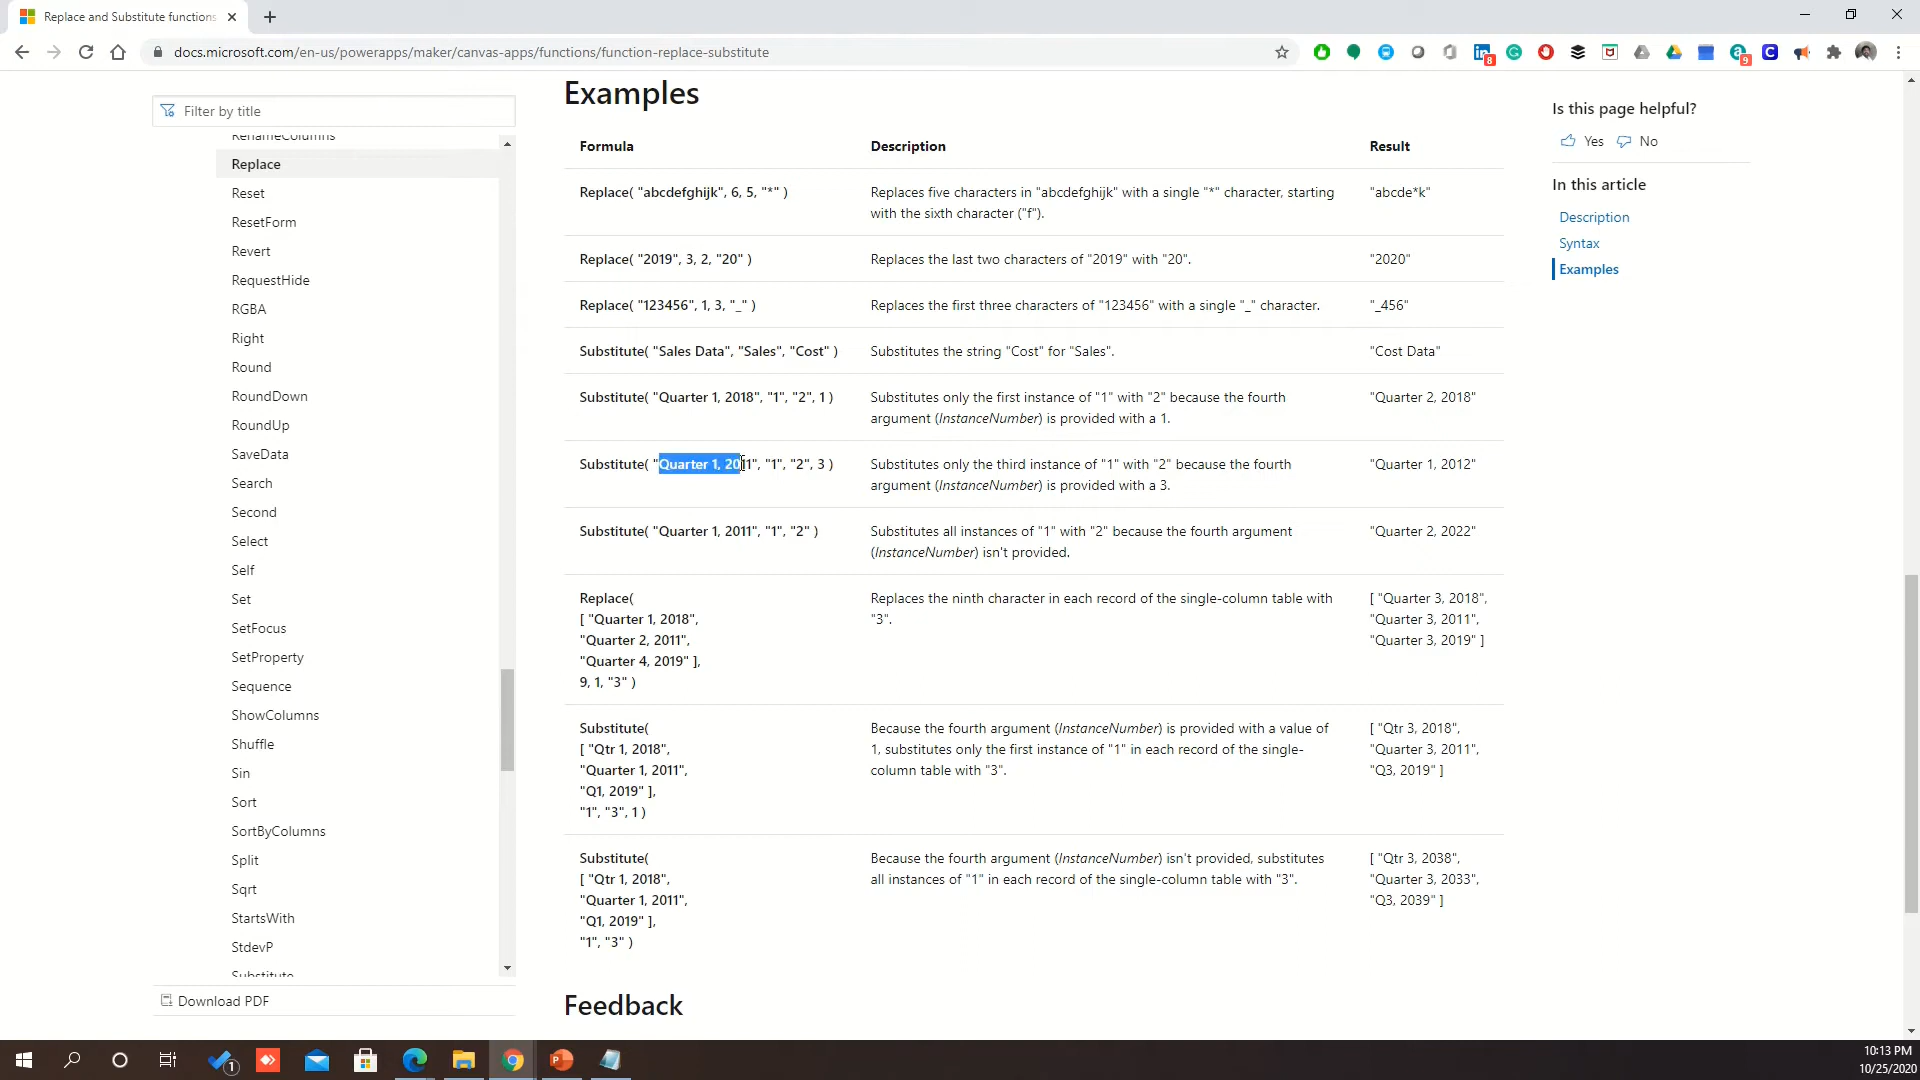 Replace and Substitute functions
docs.microsoft.com/en-us/powerapps/maker/canvas-apps/functions/function-replace-substitute
8
9
Filter by title
RenameColumns
Replace
Reset
ResetForm
Revert
RequestHide
RGBA
Right
Round
RoundDown
RoundUp
SaveData
Search
Second
Select
Self
Set
SetFocus
SetProperty
Sequence
ShowColumns
Shuffle
Sin
Sort
SortByColumns
Split
Sqrt
StartsWith
StdevP
Substitute
Download PDF
Examples
Formula Description Result
Replace( "abcdefghijk", 6, 5, "*" ) Replaces five characters in "abcdefghijk" with a single "*" character, starting "abcde*k"
with the sixth character ("f").
Replace( "2019", 3, 2, "20" ) Replaces the last two characters of "2019" with "20". "2020"
Replace( "123456", 1, 3, "_" ) Replaces the first three characters of "123456" with a single "_" character. "_456"
Substitute( "Sales Data", "Sales", "Cost" ) Substitutes the string "Cost" for "Sales". "Cost Data"
Substitute( "Quarter 1, 2018", "1", "2", 1 ) Substitutes only the first instance of "1" with "2" because the fourth "Quarter 2, 2018"
argument (InstanceNumber) is provided with a 1.
Substitute( "Quarter 1, 2011", "1", "2", 3 ) Substitutes only the third instance of "1" with "2" because the fourth "Quarter 1, 2012"
argument (InstanceNumber) is provided with a 3.
Substitute( "Quarter 1, 2011", "1", "2" ) Substitutes all instances of "1" with "2" because the fourth argument "Quarter 2, 2022"
(InstanceNumber) isn't provided.
Replace( Replaces the ninth character in each record of the single-column table with [ "Quarter 3, 2018",
[ "Quarter 1, 2018", "3". "Quarter 3, 2011",
"Quarter 2, 2011", "Quarter 3, 2019" ]
"Quarter 4, 2019" ],
9, 1, "3" )
Substitute( Because the fourth argument (InstanceNumber) is provided with a value of [ "Qtr 3, 2018",
[ "Qtr 1, 2018", 1, substitutes only the first instance of "1" in each record of the single- "Quarter 3, 2011",
"Quarter 1, 2011", column table with "3". "Q3, 2019" ]
"Q1, 2019" ],
"1", "3", 1 )
Substitute( Because the fourth argument (InstanceNumber) isn't provided, substitutes [ "Qtr 3, 2038",
[ "Qtr 1, 2018", all instances of "1" in each record of the single-column table with "3". "Quarter 3, 2033",
"Quarter 1, 2011", "Q3, 2039" ]
"Q1, 2019" ],
"1", "3" )
Feedback
Is this page helpful?
Yes No
In this article
Description
Syntax
Examples
1
10:13 PM
10/25/2020